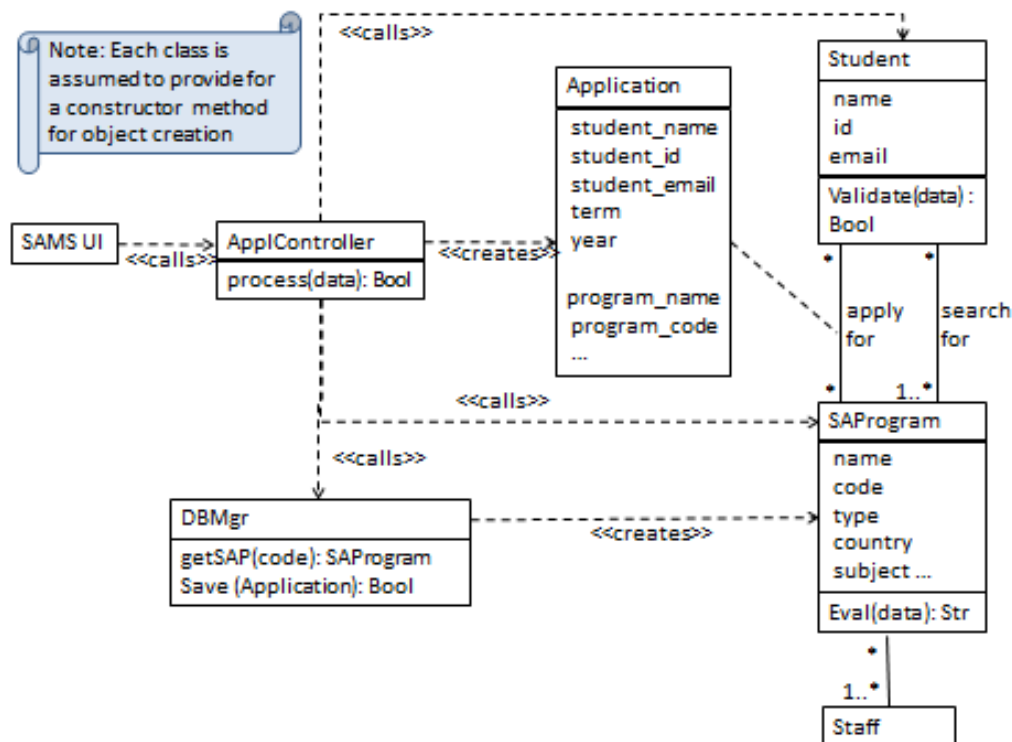 <<calls>>
Note: Each class is
assumed to provide for
a constructor method
for object creation
Student
name
id
email
Validate(data) :
Bool
Application
student_name
student_id
student_email
term
year
program_name
program_code
...
SAMS UI
<<calls>>
ApplController
process(data): Bool
<<creates>>
*
*
apply
for
search
for
*
1..*
<<calls>>
<<calls>>
SAProgram
name
code
type
country
subject ...
Eval(data): Str
DBMgr
getSAP(code): SAProgram
Save (Application): Bool
<<creates>>
*
1..*
Staff